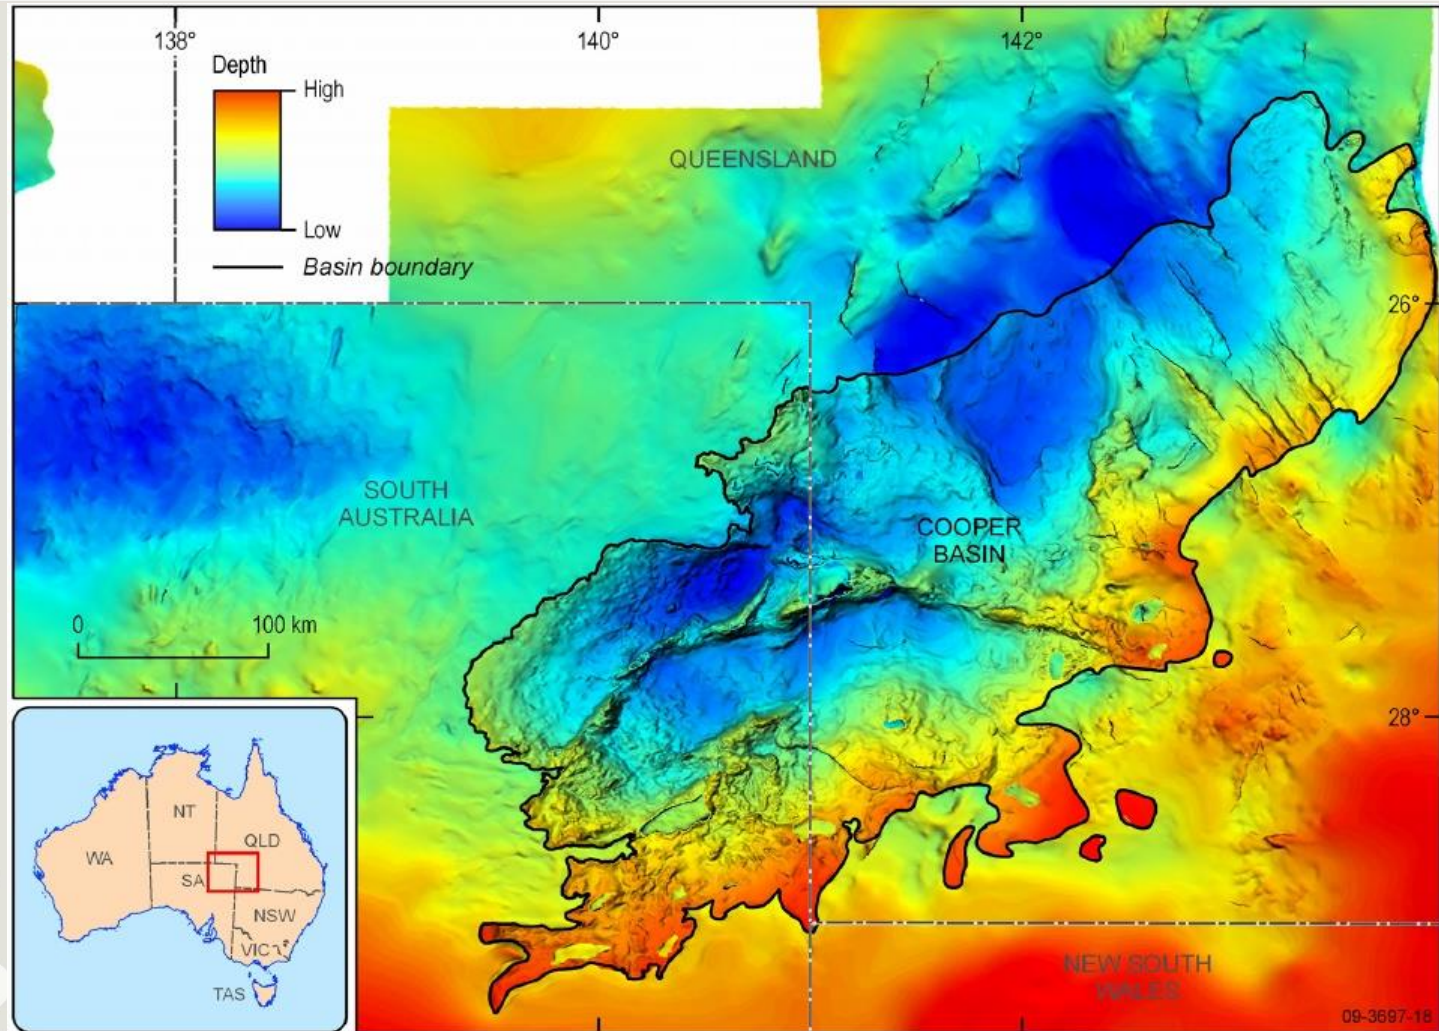 138°
140°
142°
Depth
High
Low
Basin boundary
QUEENSLAND
26°
SOUTH
AUSTRALIA
COOPER
BASIN
0
100 km
28°
NT
WA
QLD
SA
NSW
VIC
TAS
NEW SOUTH
WALES
09-3697-18